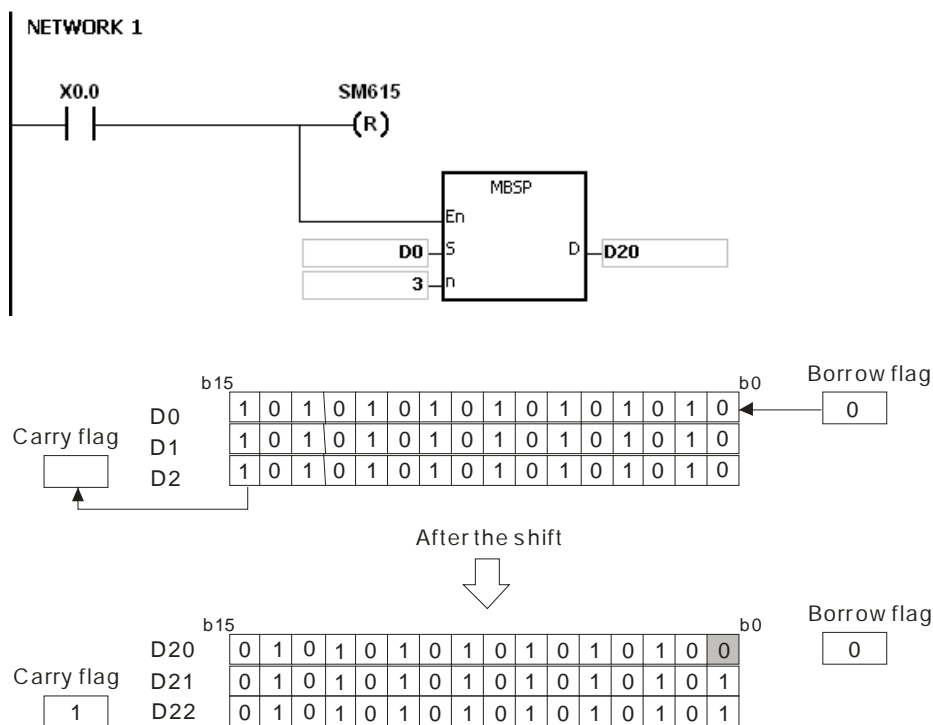 NETWORK 1
X0.0 SM615
(R)
MBSP
En
D0 S D D20
3 n
b15 b0 Borrow flag
D0 1 0 1 0 1 0 1 0 1 0 1 0 1 0 1 0 0
Carry flag D1 1 0 1 0 1 0 1 0 1 0 1 0 1 0 1 0
D2 1 0 1 0 1 0 1 0 1 0 1 0 1 0 1 0
After the shift
b15 b0 Borrow flag
D20 0 1 0 1 0 1 0 1 0 1 0 1 0 1 0 0 0
Carry flag D21 0 1 0 1 0 1 0 1 0 1 0 1 0 1 0 1
1 D22 0 1 0 1 0 1 0 1 0 1 0 1 0 1 0 1